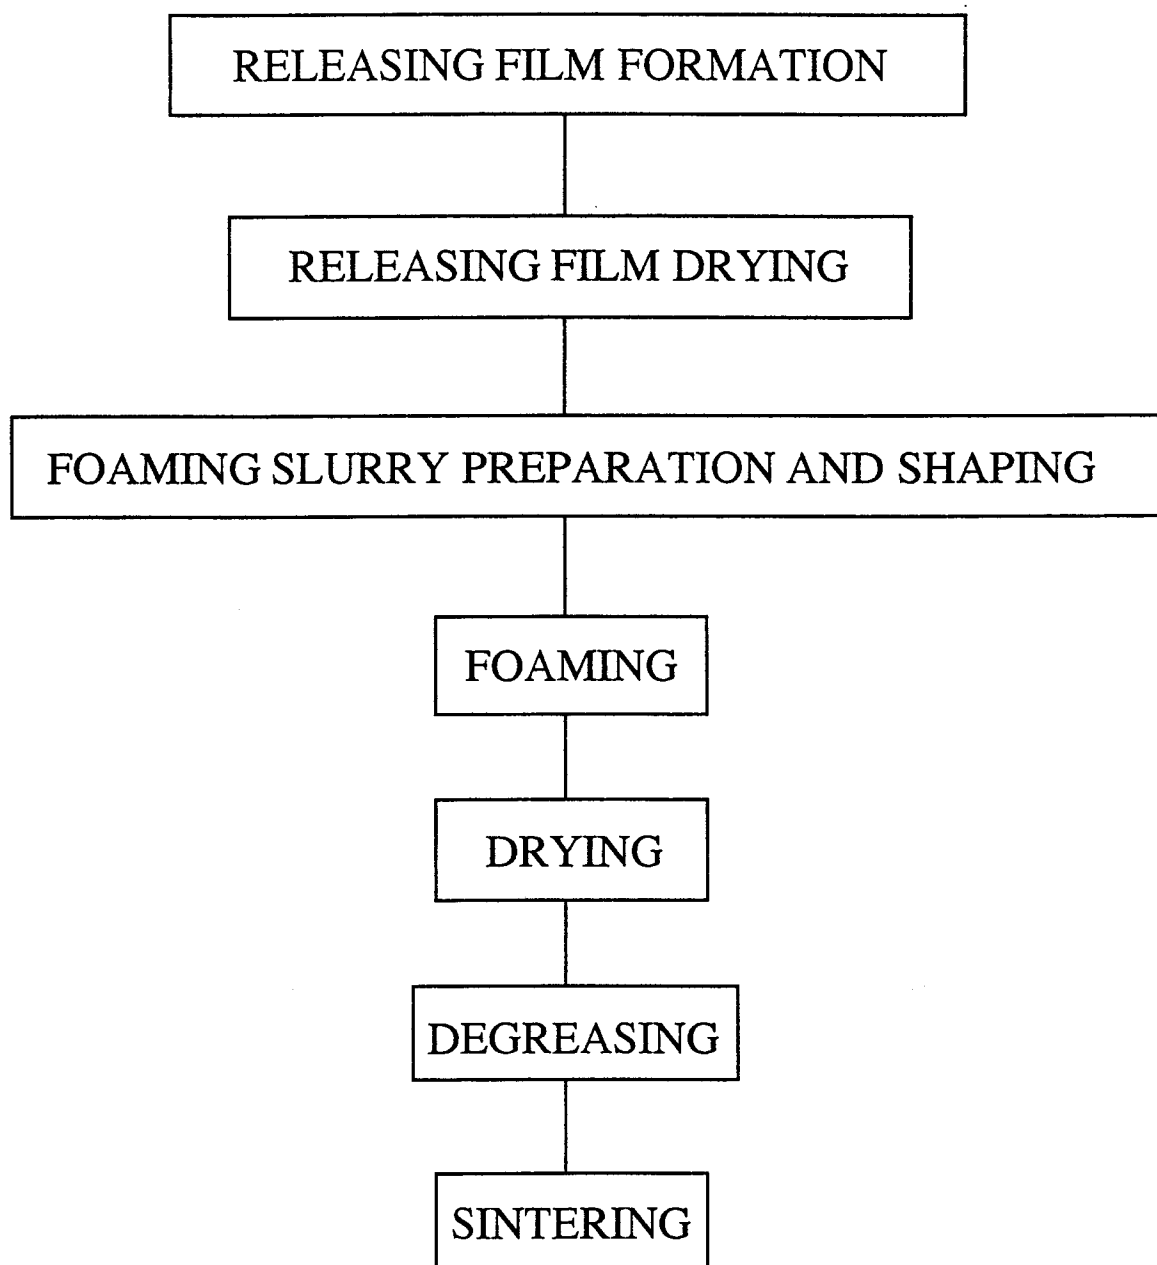 RELEASING FILM FORMATION
RELEASING FILM DRYING
FOAMING SLURRY PREPARATION AND SHAPING
FOAMING
DRYING
DEGREASING
SINTERING